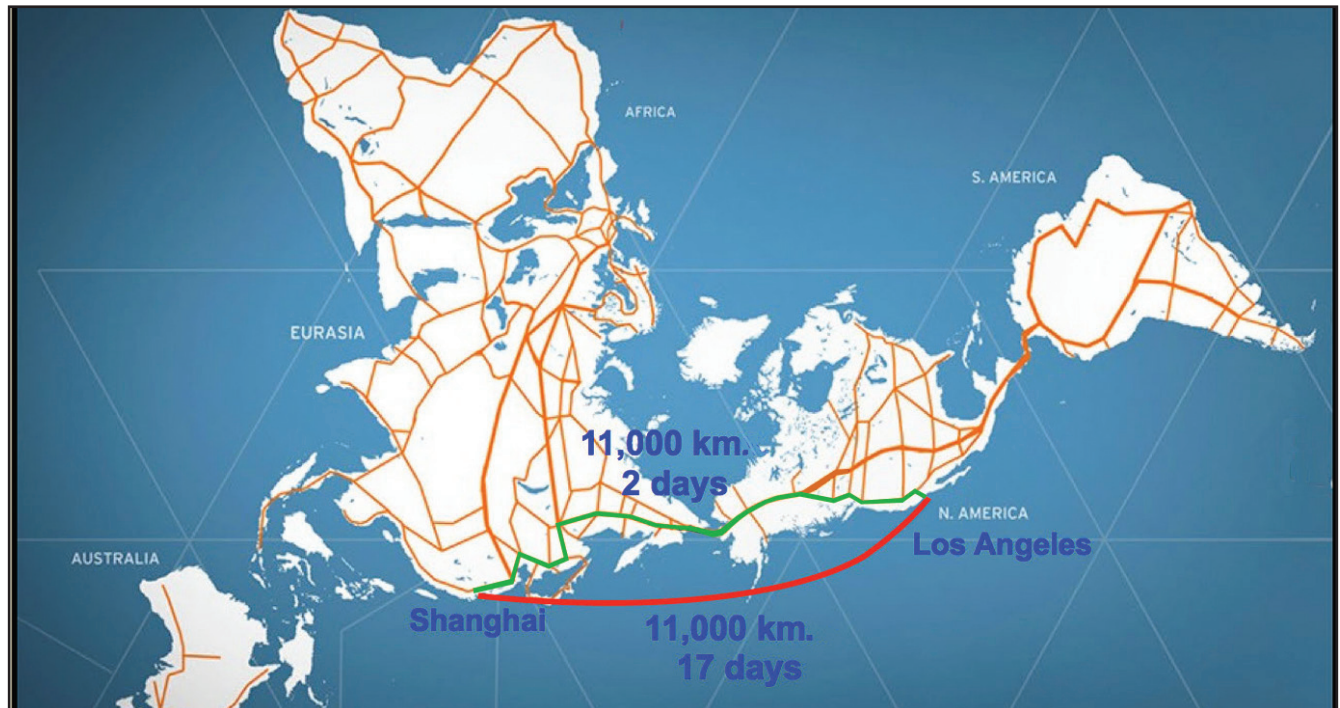 AFRICA
S. AMERICA
EURASIA
11,000 km.
2 days
N. AMERICA
Los Angeles
AUSTRALIA
Shanghai
11,000 km.
17 days